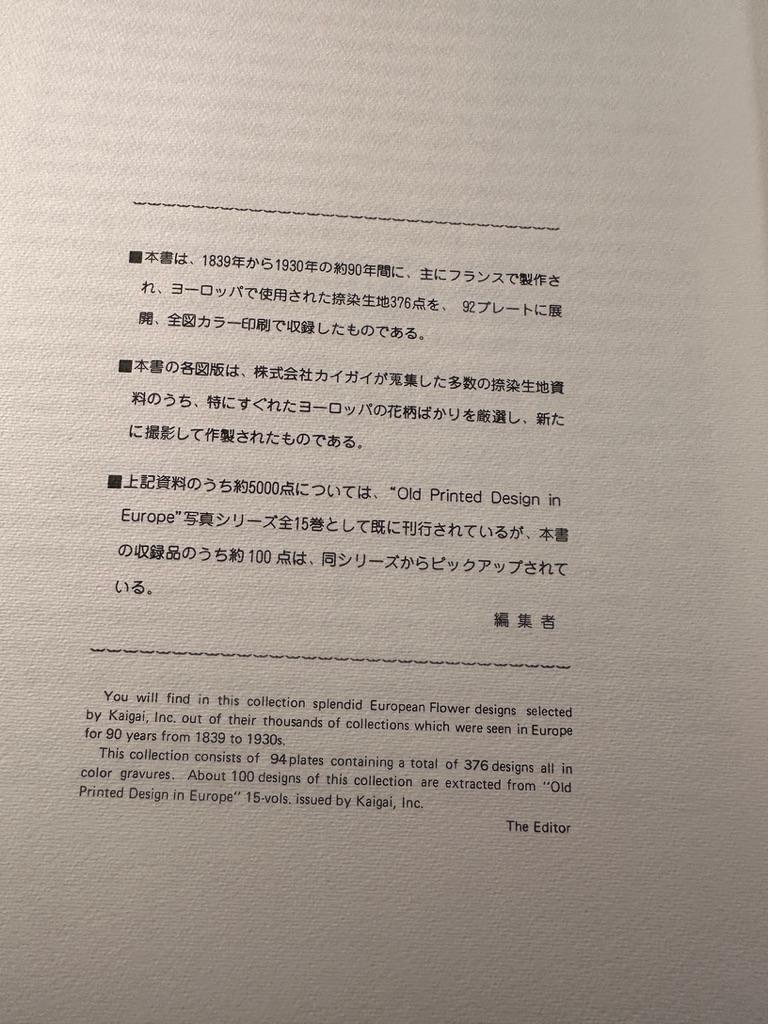 ■本書は、1839年から1930年の約90年間に、主にフランスで製作さ
れ、ヨーロッパで使用された捺染生地376点を、 92プレートに展
開、全図カラー印刷で収録したものである。
■本書の各図版は、株式会社カイガイが蒐集した多数の捺染生地資
料のうち、特にすぐれたヨーロッパの花柄ばかりを厳選し、新た
に撮影して作製されたものである。
■上記資料のうち約5000点については、“Old Printed Design in
Europe”写真シリーズ全15巻として既に刊行されているが、本書
の収録品のうち約 100 点は、同シリーズからピックアップされて
いる。
編 集 者
You will find in this collection splendid European Flower designs selected
by Kaigai, Inc. out of their thousands of collections which were seen in Europe
for 90 years from 1839 to 1930s.
This collection consists of 94 plates containing a total of 376 designs all in
color gravures. About 100 designs of this collection are extracted from “Old
Printed Design in Europe” 15-vols. issued by Kaigai, Inc.
The Editor